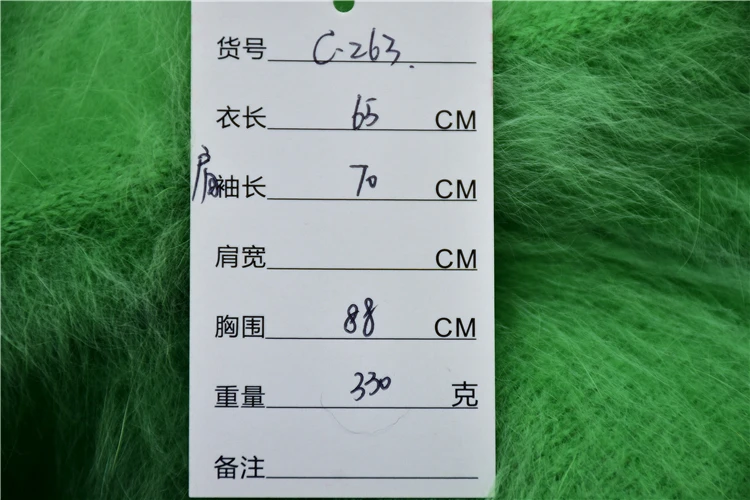 货号 C-263.
衣长 65 CM
肩袖长 70 CM
肩宽 CM
胸围 88 CM
重量 330 克
备注